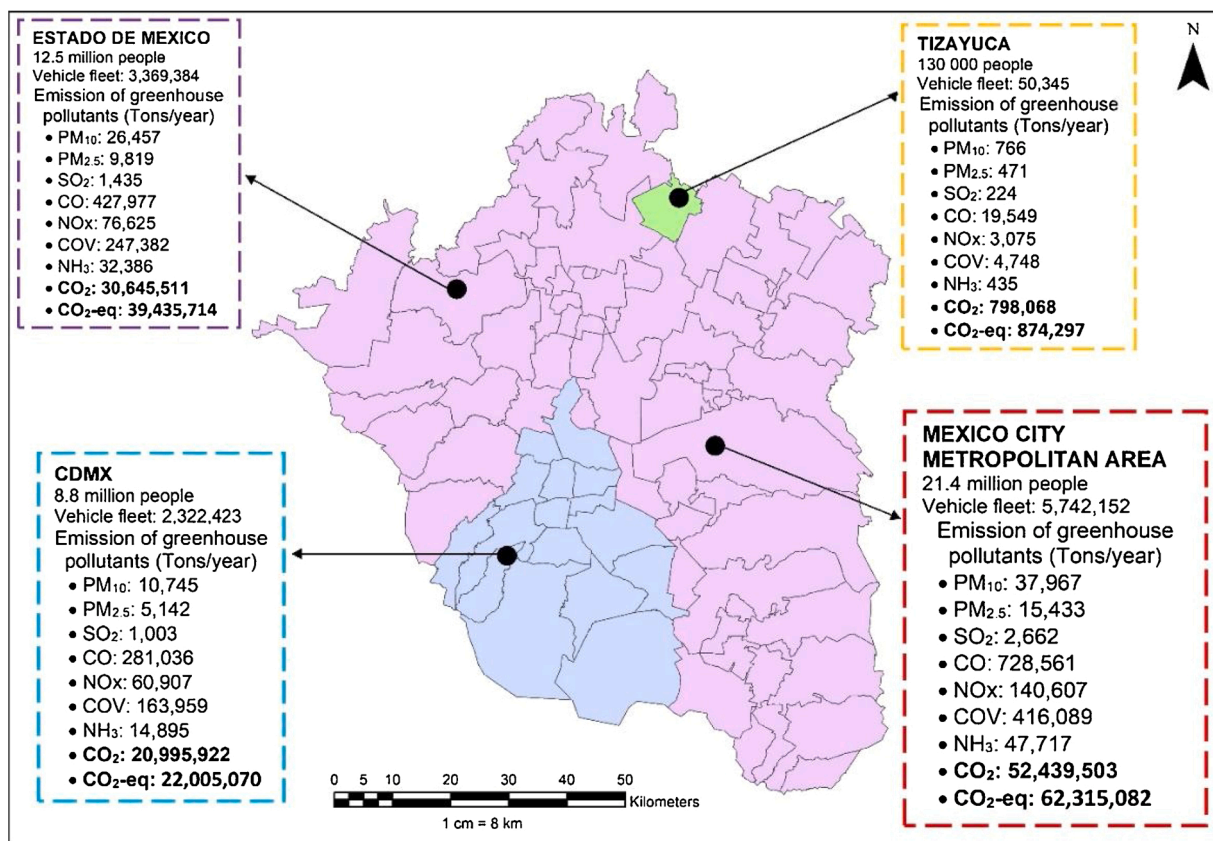 ESTADO DE MEXICO
12.5 million people
Vehicle fleet: 3,369,384
Emission of greenhouse
pollutants (Tons/year)
• PM₁₀: 26,457
• PM₂.₅: 9,819
• SO₂: 1,435
• CO: 427,977
• NOx: 76,625
• COV: 247,382
• NH₃: 32,386
• CO₂: 30,645,511
• CO₂-eq: 39,435,714
TIZAYUCA
130 000 people
Vehicle fleet: 50,345
Emission of greenhouse
pollutants (Tons/year)
• PM₁₀: 766
• PM₂.₅: 471
• SO₂: 224
• CO: 19,549
• NOx: 3,075
• COV: 4,748
• NH₃: 435
• CO₂: 798,068
• CO₂-eq: 874,297
N
CDMX
8.8 million people
Vehicle fleet: 2,322,423
Emission of greenhouse
pollutants (Tons/year)
• PM₁₀: 10,745
• PM₂.₅: 5,142
• SO₂: 1,003
• CO: 281,036
• NOx: 60,907
• COV: 163,959
• NH₃: 14,895
• CO₂: 20,995,922
• CO₂-eq: 22,005,070
MEXICO CITY
METROPOLITAN AREA
21.4 million people
Vehicle fleet: 5,742,152
Emission of greenhouse
pollutants (Tons/year)
• PM₁₀: 37,967
• PM₂.₅: 15,433
• SO₂: 2,662
• CO: 728,561
• NOx: 140,607
• COV: 416,089
• NH₃: 47,717
• CO₂: 52,439,503
• CO₂-eq: 62,315,082
0 5 10 20 30 40 50
Kilometers
1 cm = 8 km